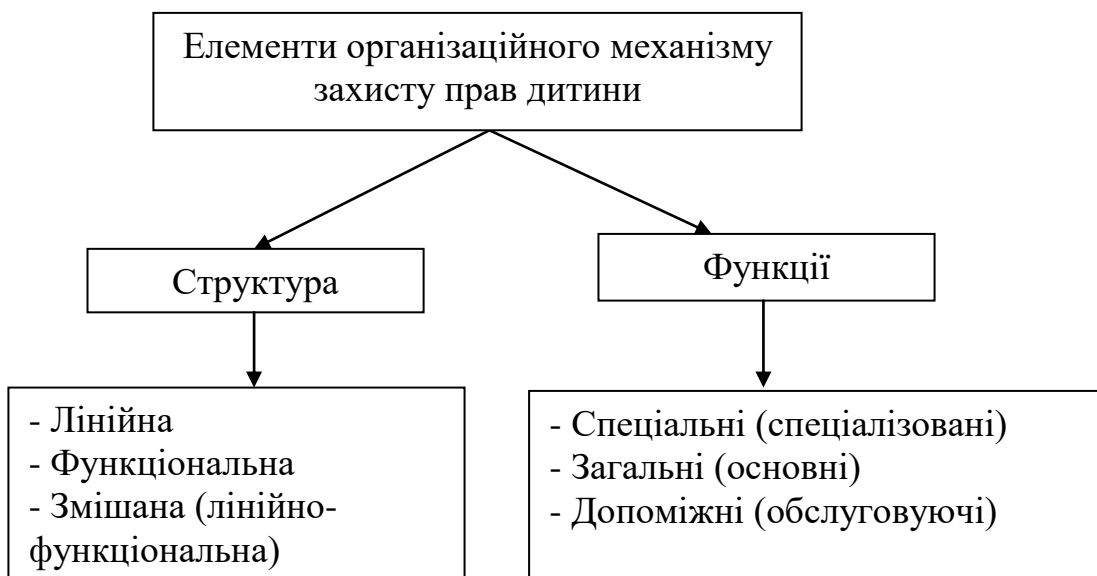 Елементи організаційного механізму
захисту прав дитини
Структура
Функції
- Лінійна
- Функціональна
- Змішана (лінійно-
функціональна)
- Спеціальні (спеціалізовані)
- Загальні (основні)
- Допоміжні (обслуговуючі)